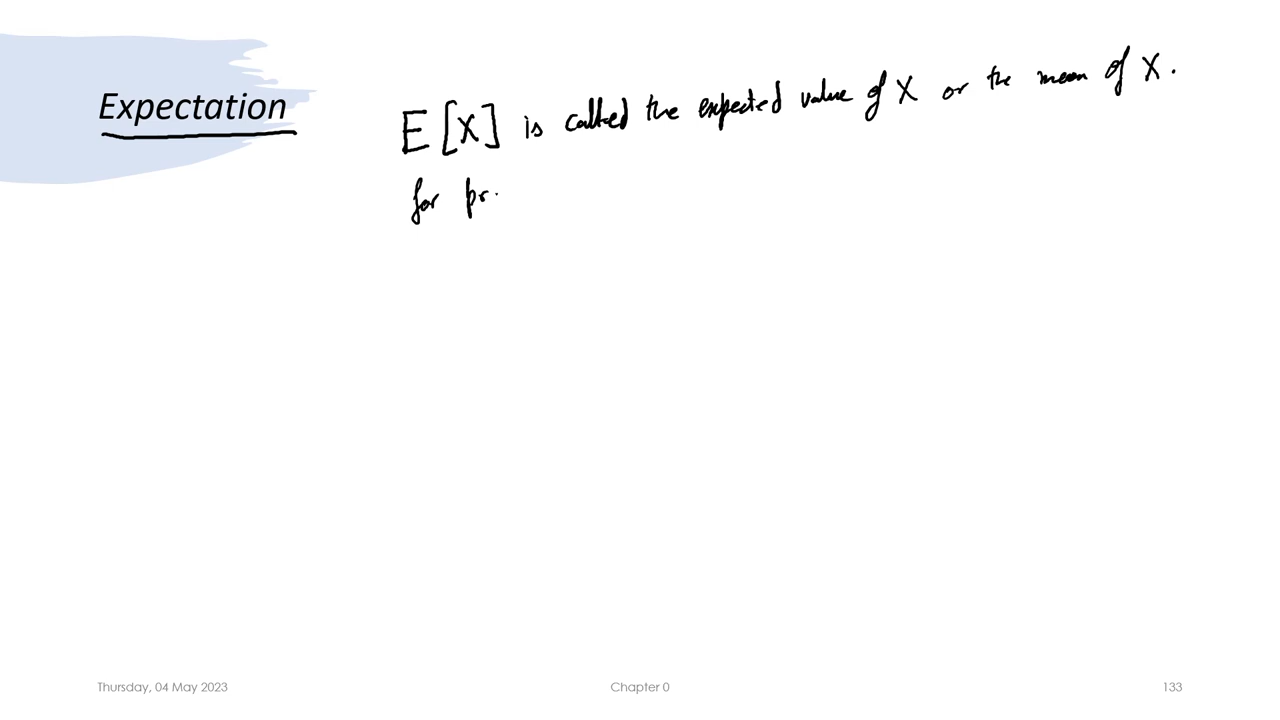 Expectation
E[X] is called the expected value of X or the mean of X.
for pr.
Thursday, 04 May 2023
Chapter 0
133